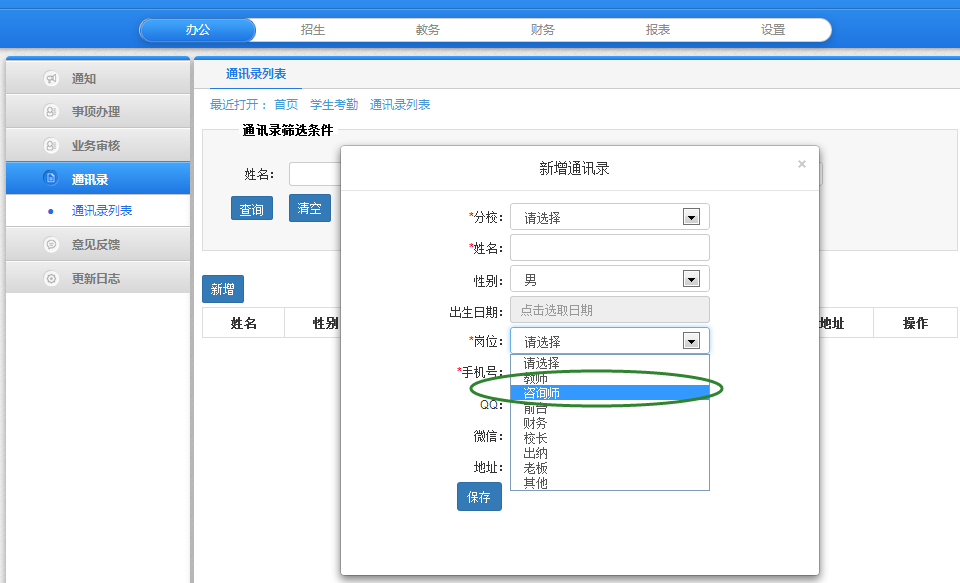 办公 招生 教务 财务 报表 设置
通知
事项办理
业务审核
通讯录
通讯录列表
意见反馈
更新日志
通讯录列表
最近打开： 首页 学生考勤 通讯录列表
通讯录筛选条件
姓名：
查询 清空
新增
姓名 性别 地址 操作
新增通讯录 ×
*分校： 请选择
*姓名：
性别： 男
出生日期： 点击选取日期
*岗位： 请选择
请选择
教师
咨询师
前台
财务
校长
出纳
老板
其他
*手机号：
QQ：
微信：
地址：
保存